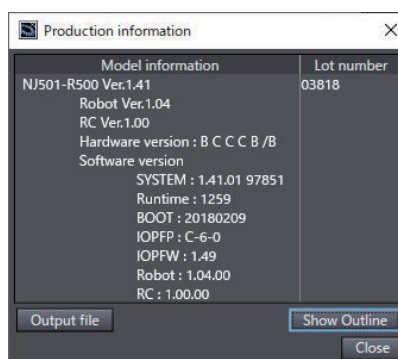 Production information
Model information Lot number
NJ501-R500 Ver.1.41 03818
Robot Ver.1.04
RC Ver.1.00
Hardware version : B C C C B /B
Software version
SYSTEM : 1.41.01 97851
Runtime : 1259
BOOT : 20180209
IOPFP : C-6-0
IOPFW : 1.49
Robot : 1.04.00
RC : 1.00.00
Output file Show Outline
Close